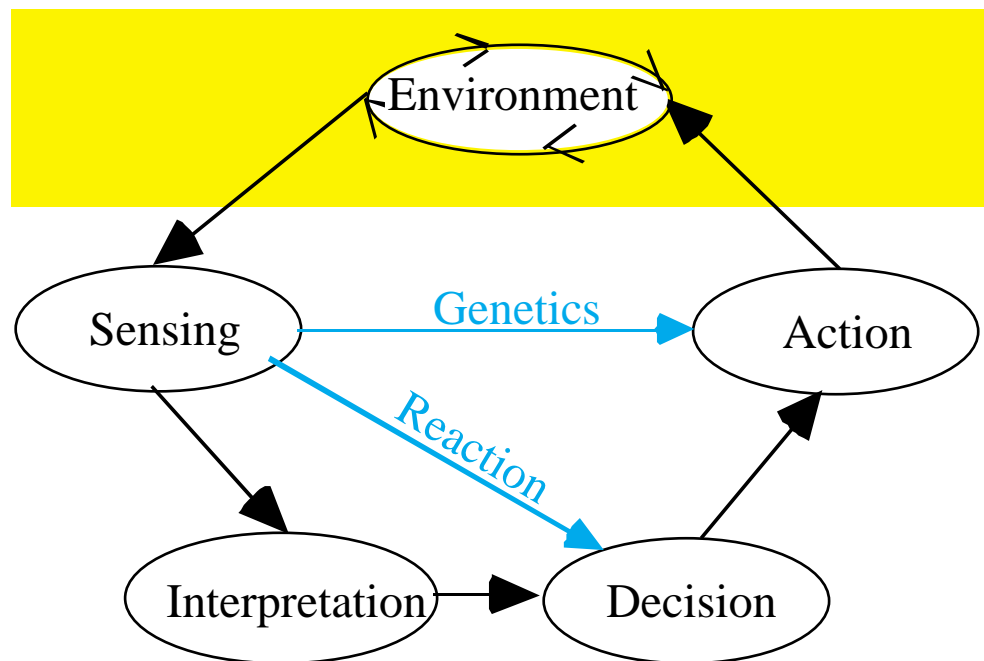 Environment
Sensing
Genetics
Action
Reaction
Interpretation
Decision